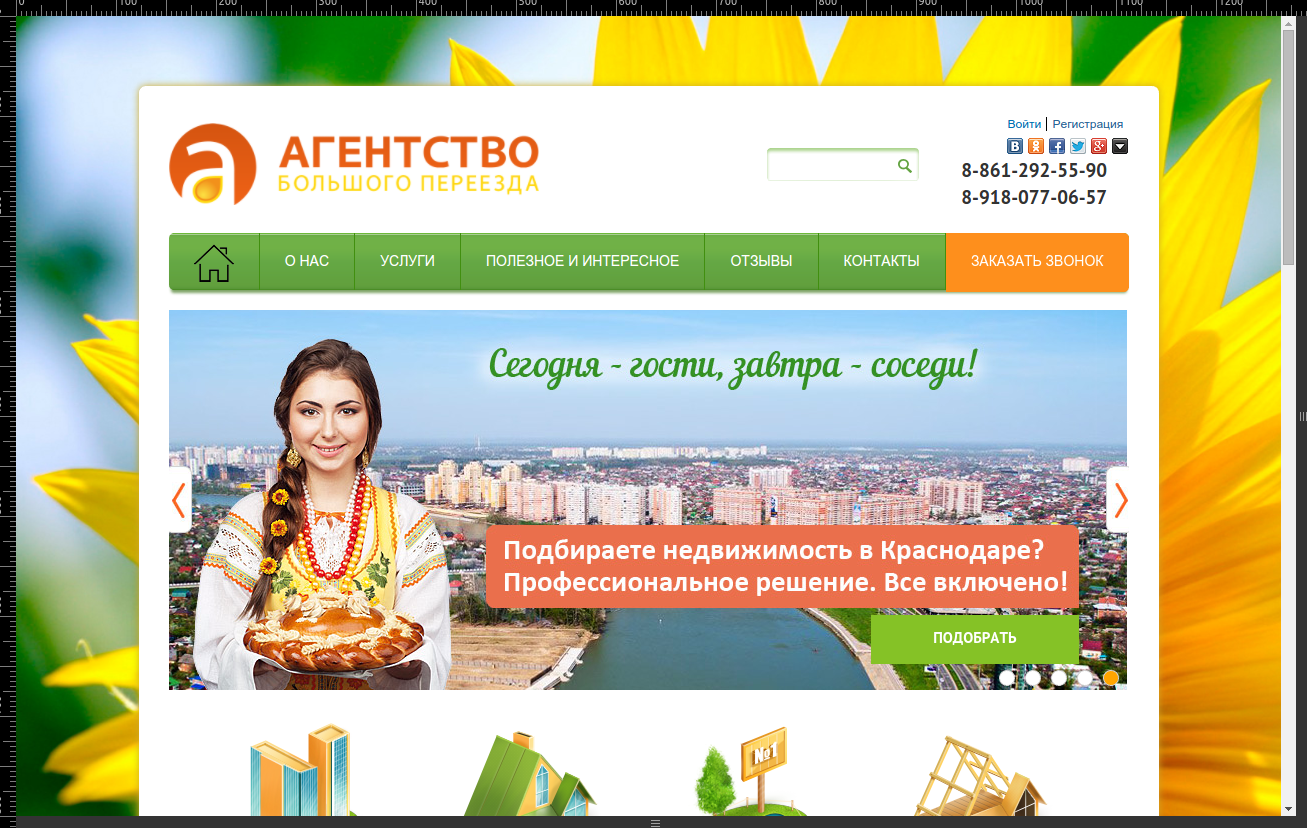 0 100 200 300 400 500 600 700 800 900 1000 1100 1200
АГЕНТСТВО
БОЛЬШОГО ПЕРЕЕЗДА
Войти | Регистрация
8-861-292-55-90
8-918-077-06-57
О НАС УСЛУГИ ПОЛЕЗНОЕ И ИНТЕРЕСНОЕ ОТЗЫВЫ КОНТАКТЫ ЗАКАЗАТЬ ЗВОНОК
Сегодня - гости, завтра - соседи!
Подбираете недвижимость в Краснодаре?
Профессиональное решение. Все включено!
ПОДОБРАТЬ
№1